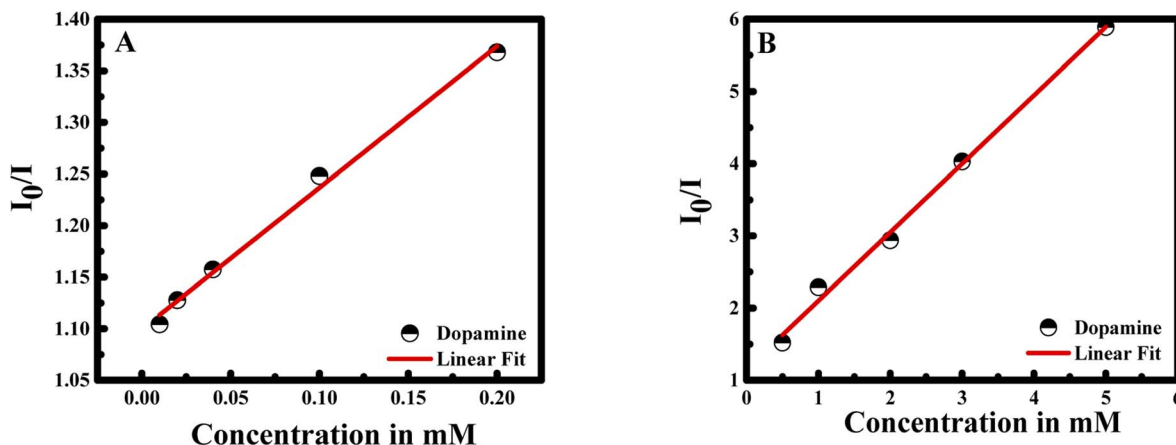 A
1.40
1.35
1.30
1.25
1.20
1.15
1.10
1.05
I0/I
Dopamine
Linear Fit
0.00 0.05 0.10 0.15 0.20
Concentration in mM
B
6
5
4
3
2
1
I0/I
Dopamine
Linear Fit
0 1 2 3 4 5 6
Concentration in mM